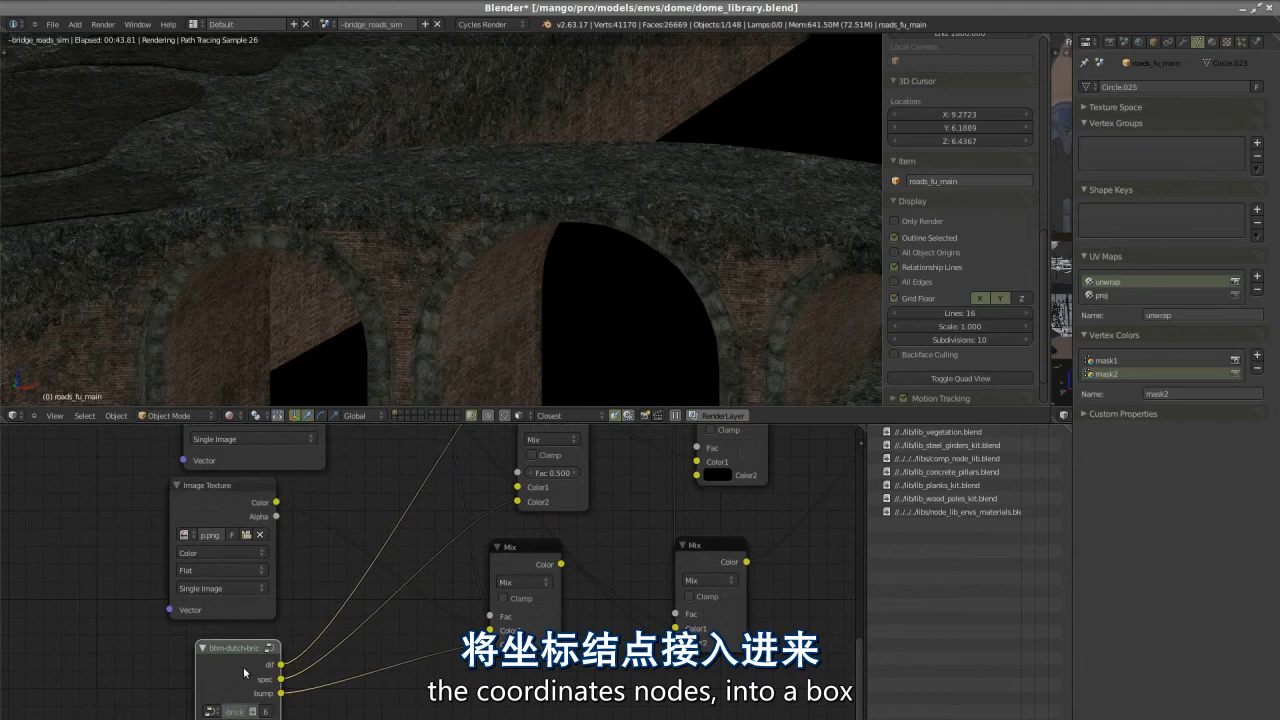 Blender* [/mango/pro/models/envs/dome/dome_library.blend]
File Add Render Window Help Default --bridge_roads_sim Cycles Render v2.63.17 | Verts:41170 | Faces:26669 | Objects:1/148 | Lamps:0/0 | Mem:641.50M (72.51M) | roads_fu_main
--bridge_roads_sim | Elapsed: 00:43.81 | Rendering | Path Tracing Sample 26
End: 1000.000
Local Camera:
3D Cursor
Location:
X: 9.2723
Y: 6.1889
Z: 6.4367
Item
roads_fu_main
Display
Only Render
Outline Selected
All Object Origins
Relationship Lines
All Edges
Grid Floor X Y Z
Lines: 16
Scale: 1.000
Subdivisions: 10
Backface Culling
Toggle Quad View
Motion Tracking
roads_fu_main Circle.025
Circle.025 F
Texture Space
Vertex Groups
Shape Keys
UV Maps
unwrap
proj
Name: unwrap
Vertex Colors
mask1
mask2
Name: mask2
Custom Properties
(0) roads_fu_main
View Select Object Object Mode Global Closest RenderLayer
Single Image
Vector
Image Texture
Color
Alpha
p.png F
Color
Flat
Single Image
Vector
bbm-dutch-bric
dif
spec
bump
-brick 6
Mix
Clamp
Fac 0.500
Color1
Color2
Clamp
Fac
Color1
Color2
Mix
Color
Mix
Clamp
Fac
Mix
Color
Mix
Clamp
Fac
Color1
//../lib/lib_vegetation.blend
//../lib/lib_steel_girders_kit.blend
//../../../libs/comp_node_lib.blend
//../lib/lib_concrete_pillars.blend
//../lib/lib_planks_kit.blend
//../lib/lib_wood_poles_kit.blend
//../../../libs/node_lib_envs_materials.ble
将坐标结点接入进来
the coordinates nodes, into a box